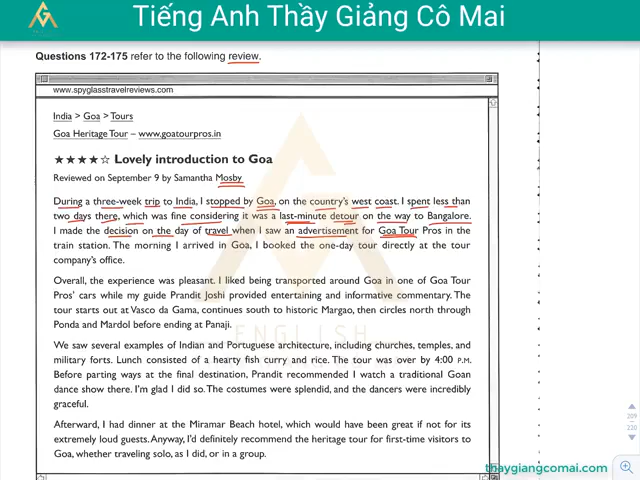 Tiếng Anh Thầy Giảng Cô Mai
Questions 172-175 refer to the following review.
www.spyglasstravelreviews.com
India > Goa > Tours
Goa Heritage Tour – www.goatourpros.in
★★★★☆ Lovely introduction to Goa
Reviewed on September 9 by Samantha Mosby
During a three-week trip to India, I stopped by Goa, on the country's west coast. I spent less than
two days there, which was fine considering it was a last-minute detour on the way to Bangalore.
I made the decision on the day of travel when I saw an advertisement for Goa Tour Pros in the
train station. The morning I arrived in Goa, I booked the one-day tour directly at the tour
company's office.
Overall, the experience was pleasant. I liked being transported around Goa in one of Goa Tour
Pros' cars while my guide Prandit Joshi provided entertaining and informative commentary. The
tour starts out at Vasco da Gama, continues south to historic Margao, then circles north through
Ponda and Mardol before ending at Panaji.
We saw several examples of Indian and Portuguese architecture, including churches, temples, and
military forts. Lunch consisted of a hearty fish curry and rice. The tour was over by 4:00 P.M.
Before parting ways at the final destination, Prandit recommended I watch a traditional Goan
dance show there. I'm glad I did so. The costumes were splendid, and the dancers were incredibly
graceful.
Afterward, I had dinner at the Miramar Beach hotel, which would have been great if not for its
extremely loud guests. Anyway, I'd definitely recommend the heritage tour for first-time visitors to
Goa, whether traveling solo, as I did, or in a group.
ENGLISH
209
220
thaygiangcomai.com